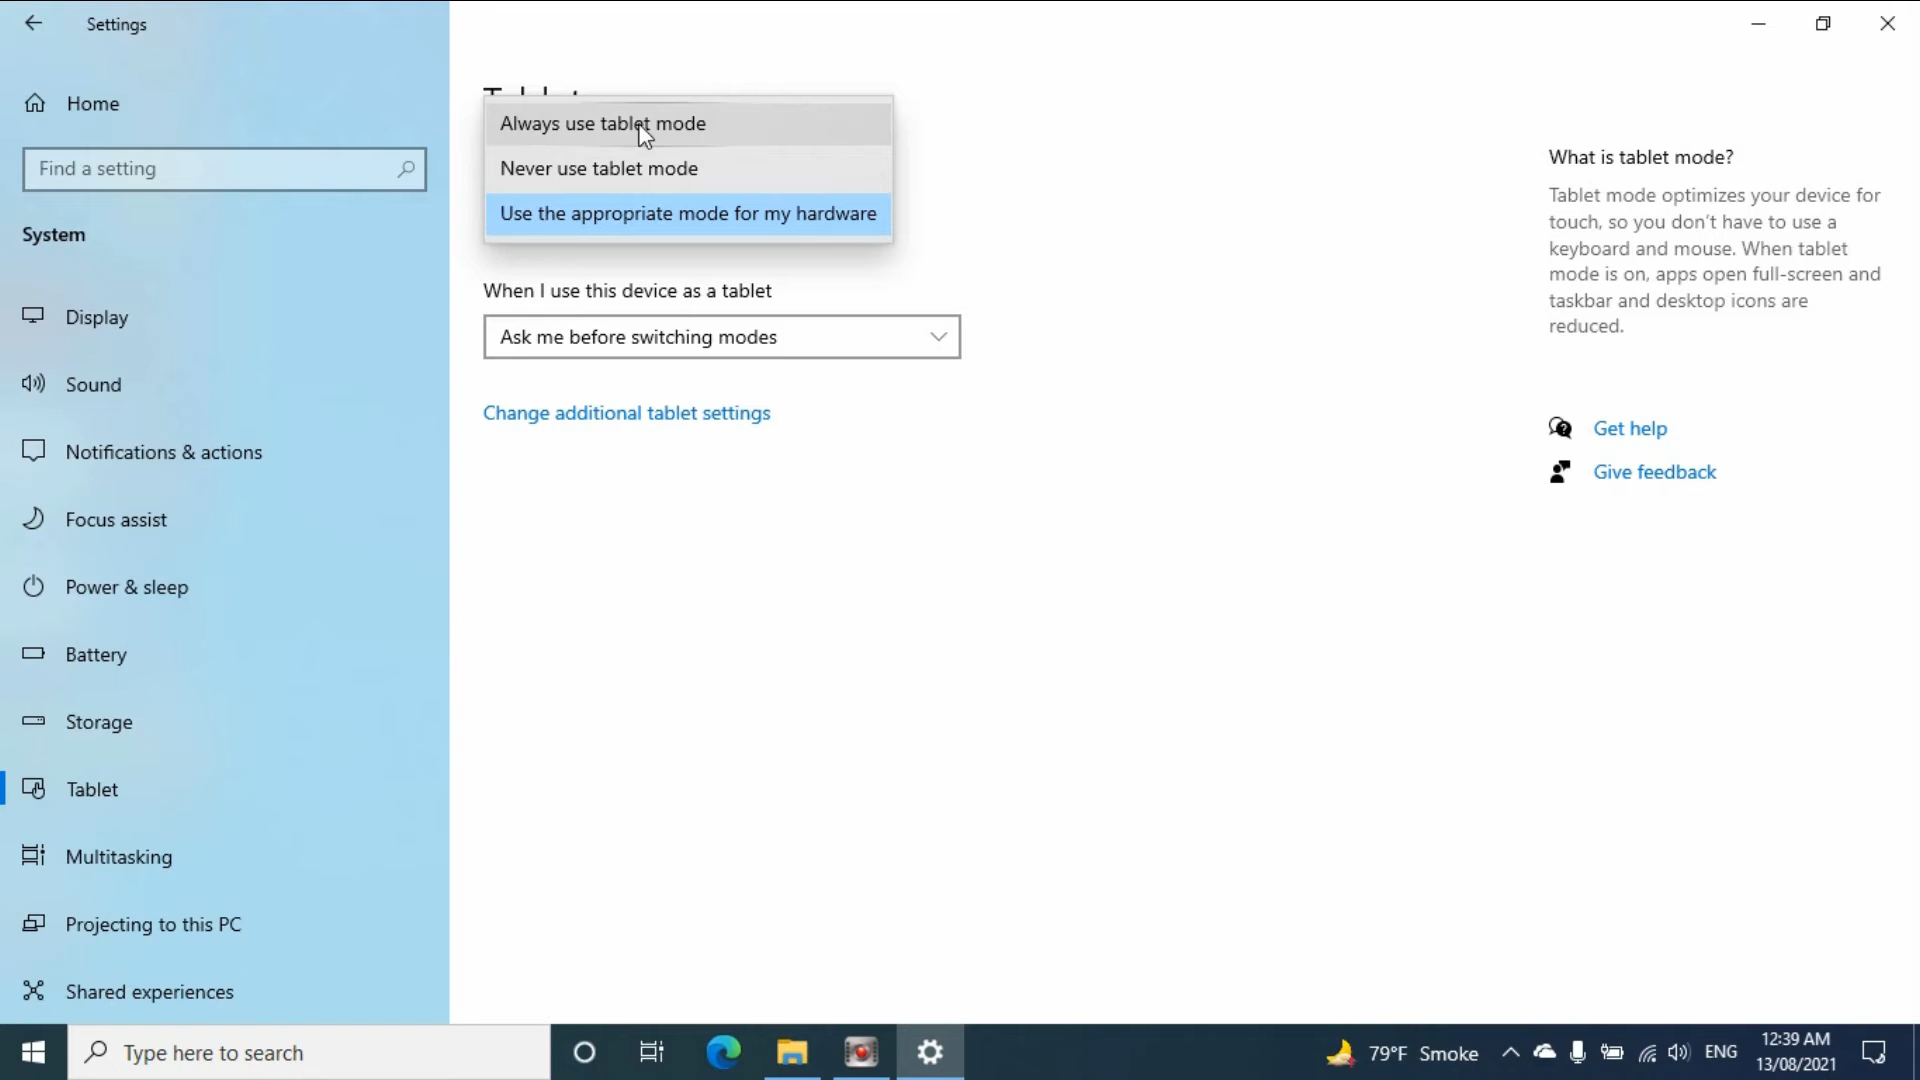 Settings
Home
Find a setting
System
Display
Sound
Notifications & actions
Focus assist
Power & sleep
Battery
Storage
Tablet
Multitasking
Projecting to this PC
Shared experiences
Always use tablet mode
Never use tablet mode
Use the appropriate mode for my hardware
When I use this device as a tablet
Ask me before switching modes
Change additional tablet settings
What is tablet mode?
Tablet mode optimizes your device for
touch, so you don't have to use a
keyboard and mouse. When tablet
mode is on, apps open full-screen and
taskbar and desktop icons are
reduced.
Get help
Give feedback
Type here to search
79°F Smoke
ENG
12:39 AM
13/08/2021